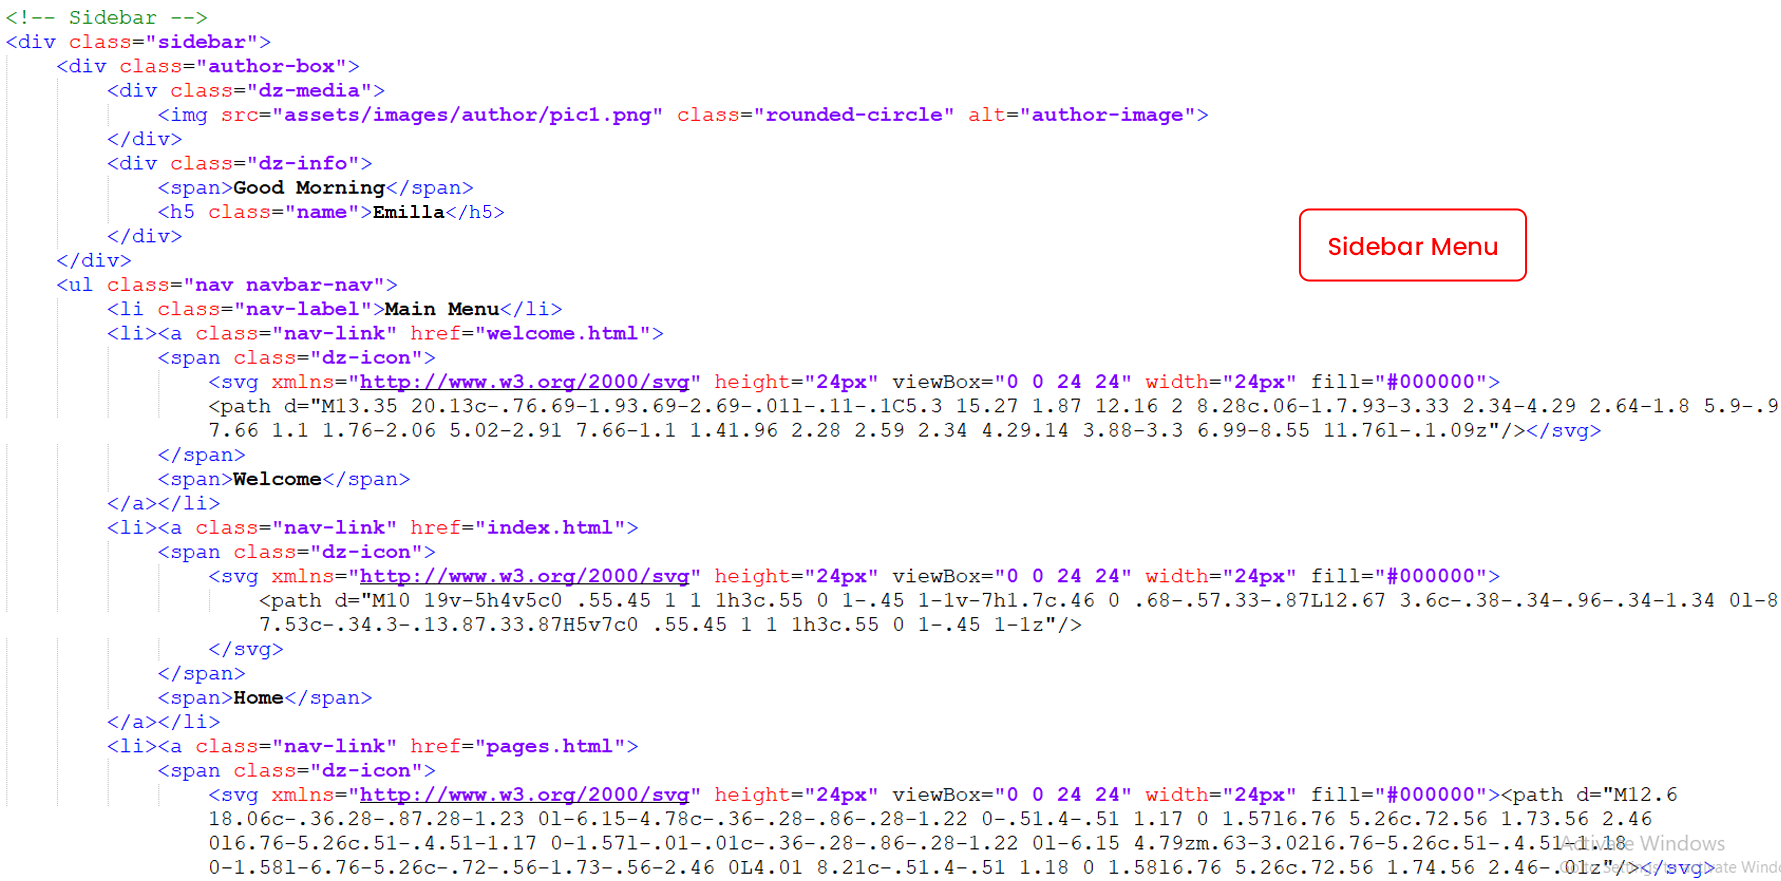 <!-- Sidebar -->
<div class="sidebar">
<div class="author-box">
<div class="dz-media">
<img src="assets/images/author/pic1.png" class="rounded-circle" alt="author-image">
</div>
<div class="dz-info">
<span>Good Morning</span>
<h5 class="name">Emilla</h5>
</div>
</div>
Sidebar Menu
<ul class="nav navbar-nav">
<li class="nav-label">Main Menu</li>
<li><a class="nav-link" href="welcome.html">
<span class="dz-icon">
<svg xmlns="http://www.w3.org/2000/svg" height="24px" viewBox="0 0 24 24" width="24px" fill="#000000">
<path d="M13.35 20.13c-.76.69-1.93.69-2.69-.01l-.11-.1C5.3 15.27 1.87 12.16 2 8.28c.06-1.7.93-3.33 2.34-4.29 2.64-1.8 5.9-.9
7.66 1.1 1.76-2.06 5.02-2.91 7.66-1.1 1.41.96 2.28 2.59 2.34 4.29.14 3.88-3.3 6.99-8.55 11.76l-.1.09z"/></svg>
</span>
<span>Welcome</span>
</a></li>
<li><a class="nav-link" href="index.html">
<span class="dz-icon">
<svg xmlns="http://www.w3.org/2000/svg" height="24px" viewBox="0 0 24 24" width="24px" fill="#000000">
<path d="M10 19v-5h4v5c0 .55.45 1 1 1h3c.55 0 1-.45 1-1v-7h1.7c.46 0 .68-.57.33-.87L12.67 3.6c-.38-.34-.96-.34-1.34 0l-8
7.53c-.34.3-.13.87.33.87H5v7c0 .55.45 1 1 1h3c.55 0 1-.45 1-1z"/>
</svg>
</span>
<span>Home</span>
</a></li>
<li><a class="nav-link" href="pages.html">
<span class="dz-icon">
<svg xmlns="http://www.w3.org/2000/svg" height="24px" viewBox="0 0 24 24" width="24px" fill="#000000"><path d="M12.6
18.06c-.36.28-.87.28-1.23 0l-6.15-4.78c-.36-.28-.86-.28-1.22 0-.51.4-.51 1.17 0 1.57l6.76 5.26c.72.56 1.73.56 2.46
0l6.76-5.26c.51-.4.51-1.17 0-1.57l-.01-.01c-.36-.28-.86-.28-1.22 0l-6.15 4.79zm.63-3.02l6.76-5.26c.51-.4.51-1.18
0-1.58l-6.76-5.26c-.72-.56-1.73-.56-2.46 0L4.01 8.21c-.51.4-.51 1.18 0 1.58l6.76 5.26c.72.56 1.74.56 2.46-.01z"/></svg>
Activate Windows
Go to Settings to activate Wind